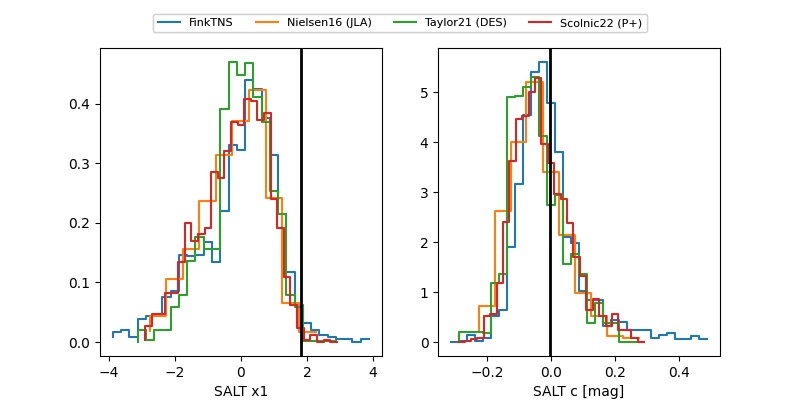 FinkTNS Nielsen16 (JLA) Taylor21 (DES) Scolnic22 (P+)
0.4
0.3
0.2
0.1
0.0
−4 −2 0 2 4
SALT x1
5
4
3
2
1
0
−0.2 0.0 0.2 0.4
SALT c [mag]